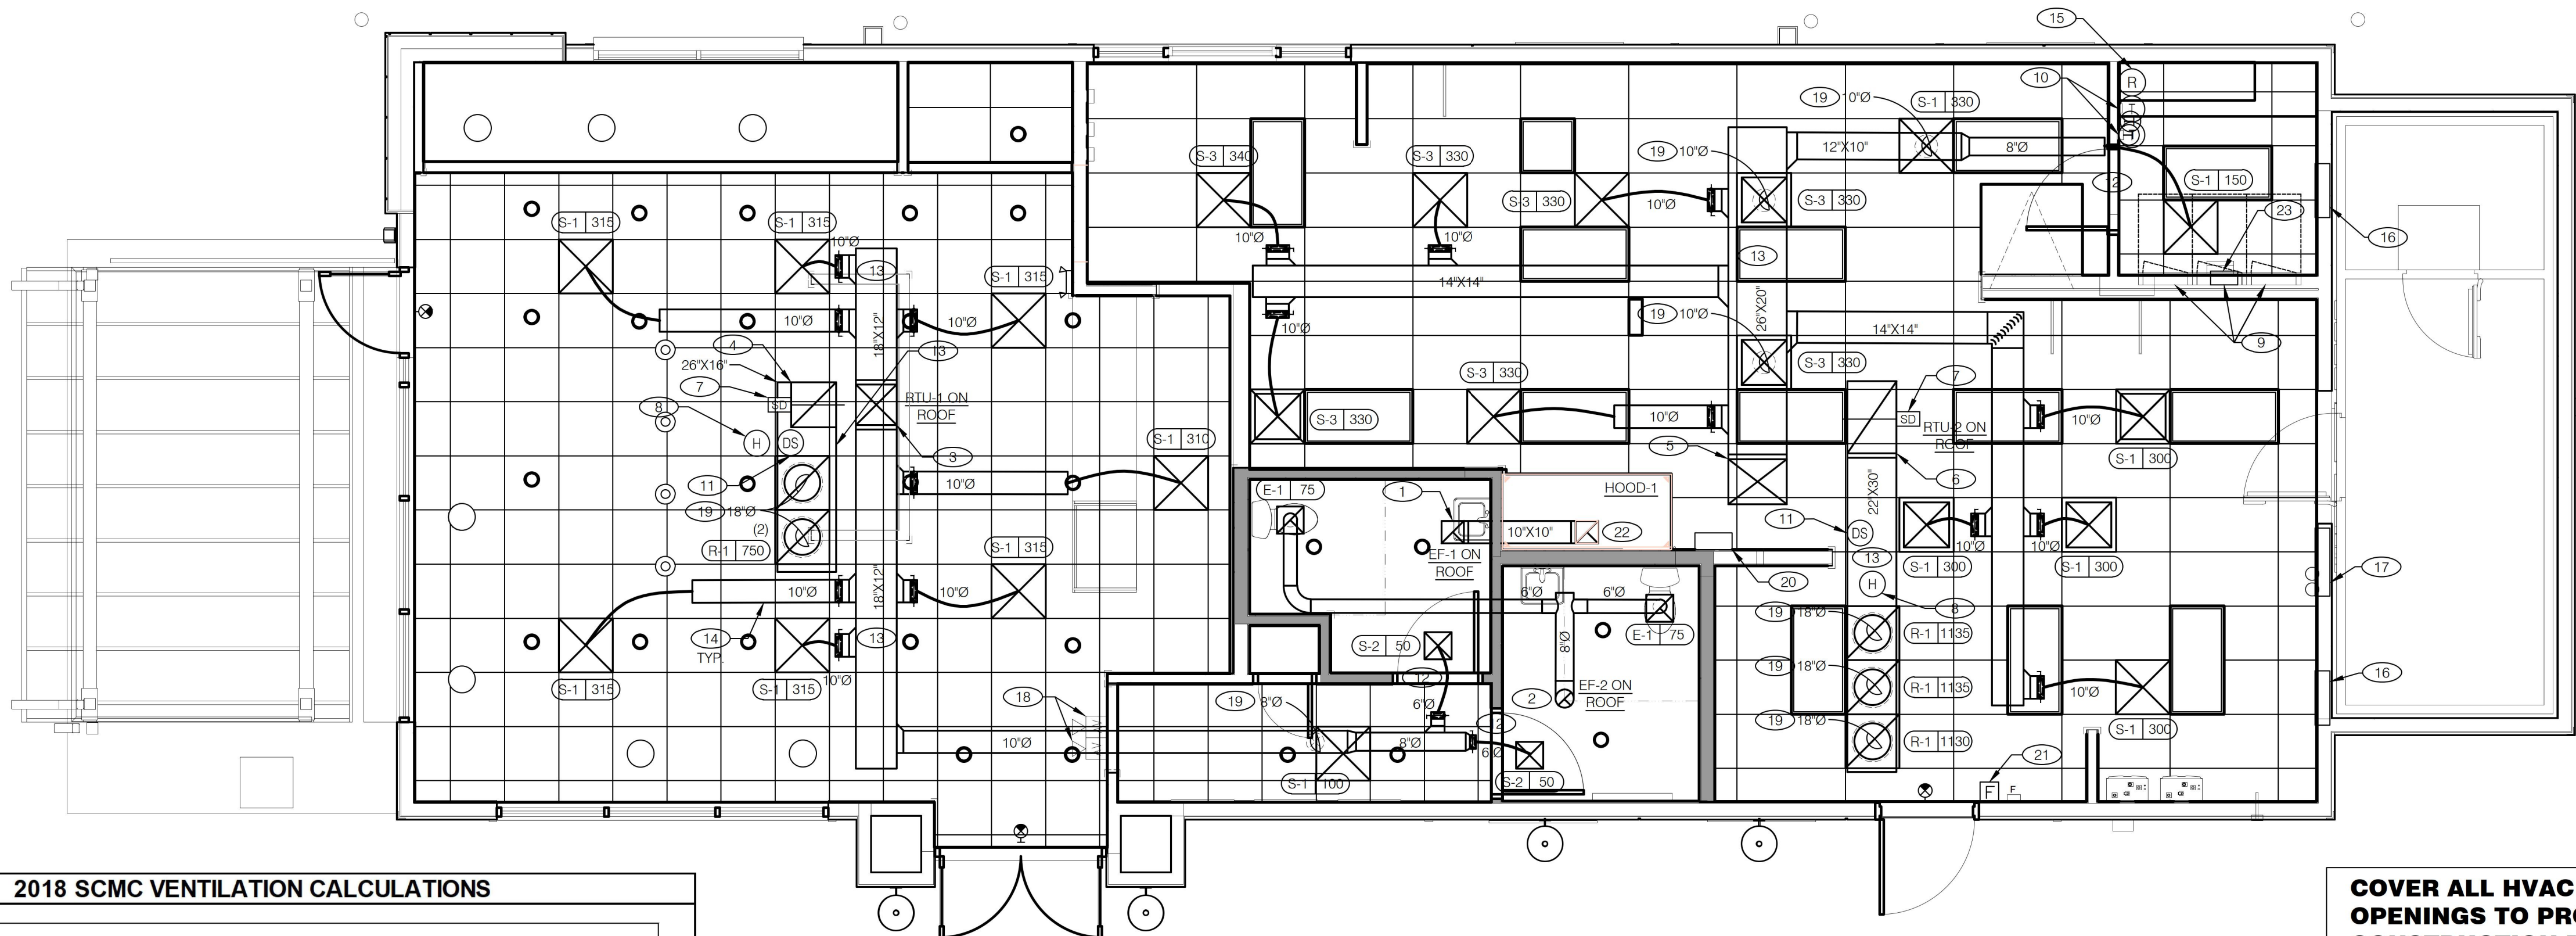 15
10
R
19 10"Ø
S-1 330
S-3 340
S-3 330
19 10"Ø
12"X10"
8"Ø
S-3 330
10"Ø
S-3 330
12
S-1 150
23
16
S-1 315
S-1 315
10"Ø
13
S-1 315
10"Ø
10"Ø
13
14"X14"
26"X20"
10"Ø
18"X12"
10"Ø
10"Ø
19 10"Ø
14"X14"
9
4
13
26"X16"
7
SD
S-3 330
S-3 330
7
SD
8
H
DS
RTU-1 ON
ROOF
3
S-1 310
S-3 330
10"Ø
5
RTU-2 ON
ROOF
10"Ø
S-1 300
6
11
10"Ø
19 18"Ø
(2)
R-1 750
E-1 75
1
HOOD-1
10"X10"
22
EF-1 ON
ROOF
22X30"
11
DS
13
H
8
10"Ø
10"Ø
S-1 300
S-1 300
17
S-1 315
20
10"Ø
18"X12"
10"Ø
6"Ø
6"Ø
8"Ø
E-1 75
14
TYP.
13
S-2 50
19 18"Ø
R-1 1135
S-1 315
S-1 315
10"Ø
12
19 18"Ø
R-1 1135
10"Ø
16
18
19 8"Ø
6"Ø
2
EF-2 ON
ROOF
12
10"Ø
8"Ø
6"Ø
19 18"Ø
R-1 1130
S-1 300
S-1 100
S-2 50
21
F
F
2018 SCMC VENTILATION CALCULATIONS
COVER ALL HVAC